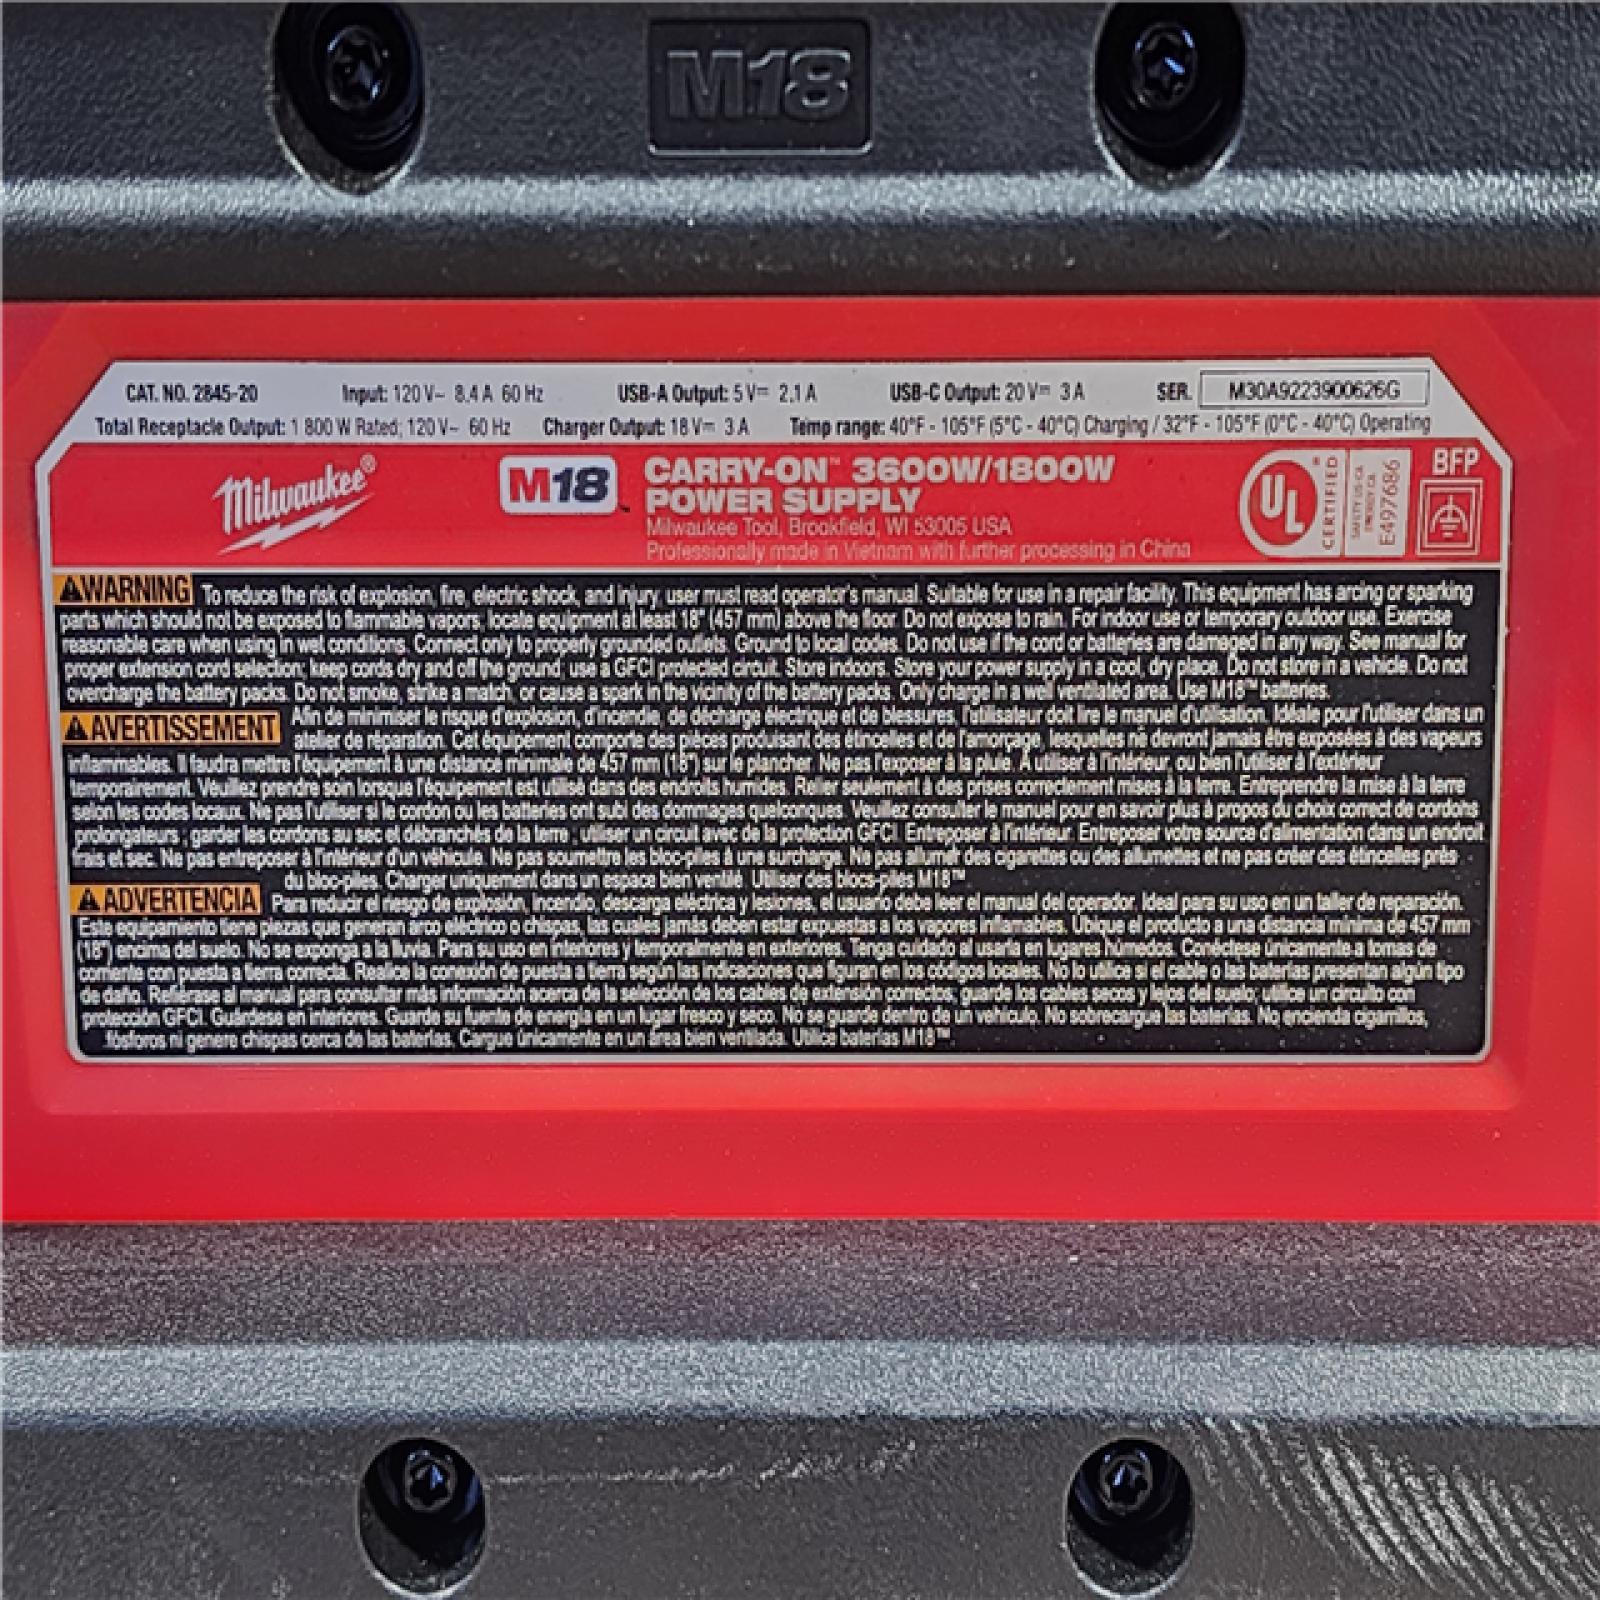 M18
CAT. NO. 2845-20 Input: 120 V~ 8.4 A 60 Hz USB-A Output: 5 V⎓ 2.1 A USB-C Output: 20 V⎓ 3 A SER. M30A9223900626G
Total Receptacle Output: 1 800 W Rated; 120 V~ 60 Hz Charger Output: 18 V⎓ 3 A Temp range: 40°F - 105°F (5°C - 40°C) Charging / 32°F - 105°F (0°C - 40°C) Operating
Milwaukee® M18™ CARRY-ON™ 3600W/1800W
POWER SUPPLY
Milwaukee Tool, Brookfield, WI 53005 USA
Professionally made in Vietnam with further processing in China
UL® CERTIFIED SAFETY US-CA ENERGY CA E497686 BFP
⚠WARNING To reduce the risk of explosion, fire, electric shock, and injury, user must read operator's manual. Suitable for use in a repair facility. This equipment has arcing or sparking
parts which should not be exposed to flammable vapors, locate equipment at least 18" (457 mm) above the floor. Do not expose to rain. For indoor use or temporary outdoor use. Exercise
reasonable care when using in wet conditions. Connect only to properly grounded outlets. Ground to local codes. Do not use if the cord or batteries are damaged in any way. See manual for
proper extension cord selection; keep cords dry and off the ground; use a GFCI protected circuit. Store indoors. Store your power supply in a cool, dry place. Do not store in a vehicle. Do not
overcharge the battery packs. Do not smoke, strike a match, or cause a spark in the vicinity of the battery packs. Only charge in a well ventilated area. Use M18™ batteries.
⚠AVERTISSEMENT Afin de minimiser le risque d'explosion, d'incendie, de décharge électrique et de blessures, l'utilisateur doit lire le manuel d'utilisation. Idéale pour l'utiliser dans un
atelier de réparation. Cet équipement comporte des pièces produisant des étincelles et de l'amorçage, lesquelles ne devront jamais être exposées à des vapeurs
inflammables. Il faudra mettre l'équipement à une distance minimale de 457 mm (18") sur le plancher. Ne pas l'exposer à la pluie. À utiliser à l'intérieur, ou bien l'utiliser à l'extérieur
temporairement. Veuillez prendre soin lorsque l'équipement est utilisé dans des endroits humides. Relier seulement à des prises correctement mises à la terre. Entreprendre la mise à la terre
selon les codes locaux. Ne pas l'utiliser si le cordon ou les batteries ont subi des dommages quelconques. Veuillez consulter le manuel pour en savoir plus à propos du choix correct de cordons
prolongateurs ; garder les cordons au sec et débranchés de la terre ; utiliser un circuit avec de la protection GFCI. Entreposer à l'intérieur. Entreposer votre source d'alimentation dans un endroit
frais et sec. Ne pas entreposer à l'intérieur d'un véhicule. Ne pas soumettre les bloc-piles à une surcharge. Ne pas allumer des cigarettes ou des allumettes et ne pas créer des étincelles près
du bloc-piles. Charger uniquement dans un espace bien ventilé. Utiliser des blocs-piles M18™
⚠ADVERTENCIA Para reducir el riesgo de explosión, incendio, descarga eléctrica y lesiones, el usuario debe leer el manual del operador. Ideal para su uso en un taller de reparación.
Este equipamiento tiene piezas que generan arco eléctrico o chispas, las cuales jamás deben estar expuestas a los vapores inflamables. Ubique el producto a una distancia mínima de 457 mm
(18") encima del suelo. No se exponga a la lluvia. Para su uso en interiores y temporalmente en exteriores. Tenga cuidado al usarla en lugares húmedos. Conéctese únicamente a tomas de
corriente con puesta a tierra correcta. Realice la conexión de puesta a tierra según las indicaciones que figuran en los códigos locales. No lo utilice si el cable o las baterías presentan algún tipo
de daño. Refiérase al manual para consultar más información acerca de la selección de los cables de extensión correctos; guarde los cables secos y lejos del suelo; utilice un circuito con
protección GFCI. Guárdese en interiores. Guarde su fuente de energía en un lugar fresco y seco. No se guarde dentro de un vehículo. No sobrecargue las baterías. No encienda cigarrillos,
fósforos ni genere chispas cerca de las baterías. Cargue únicamente en un área bien ventilada. Utilice baterías M18™.